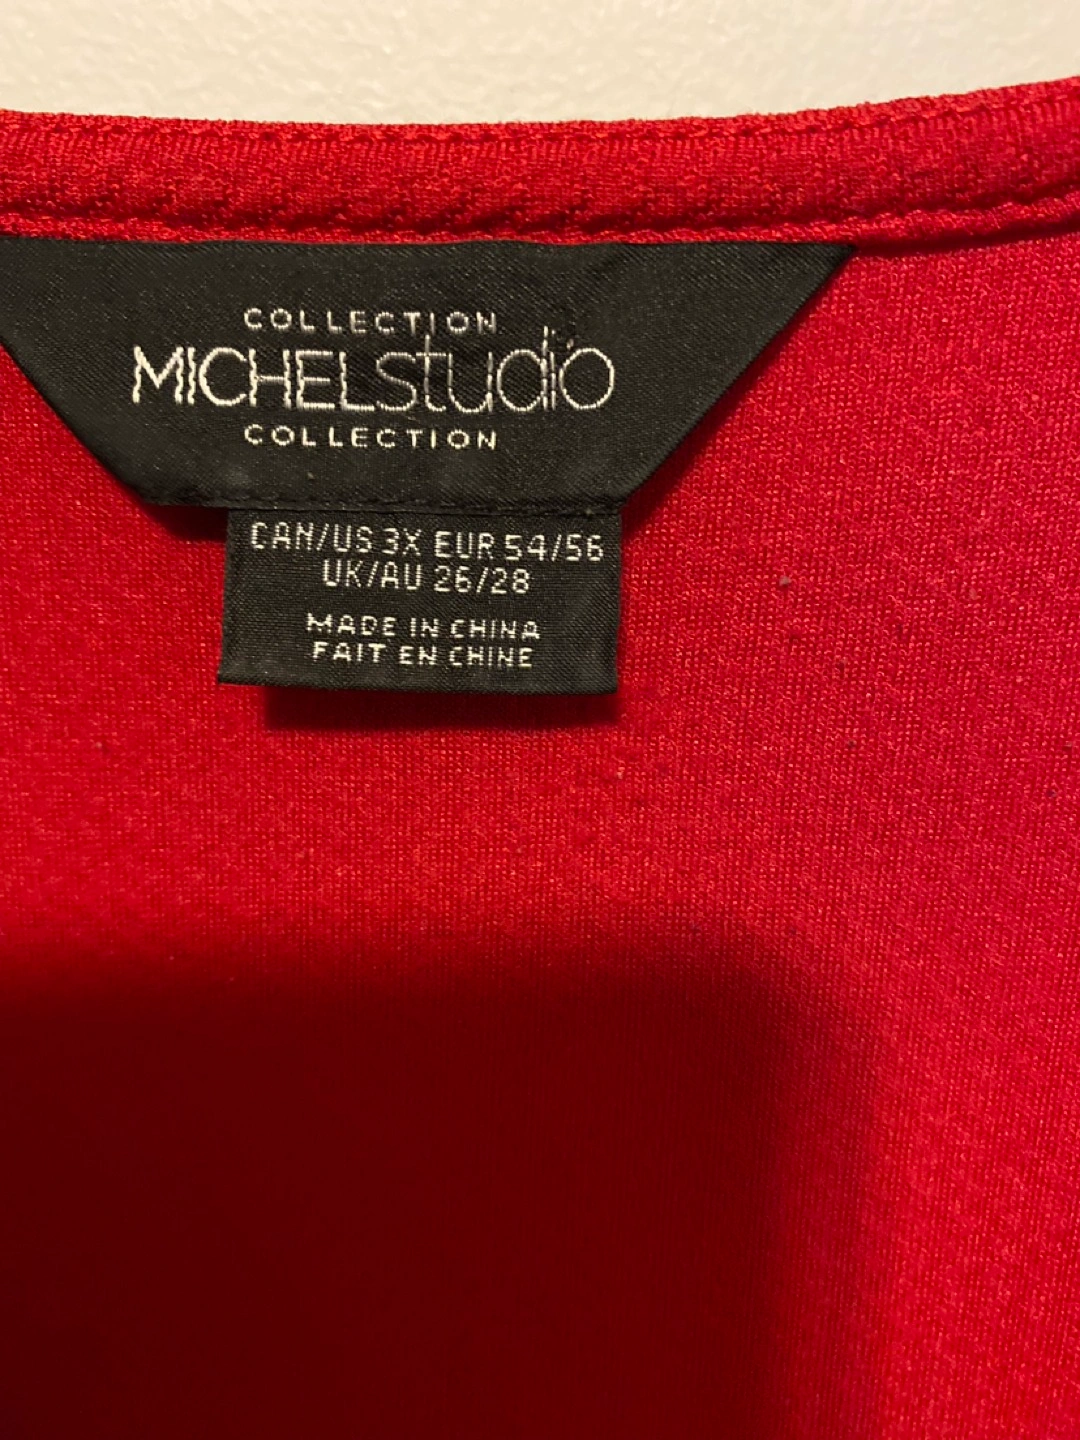 COLLECTION
MICHELstudio
COLLECTION
CAN/US 3X EUR 54/56
UK/AU 26/28
MADE IN CHINA
FAIT EN CHINE